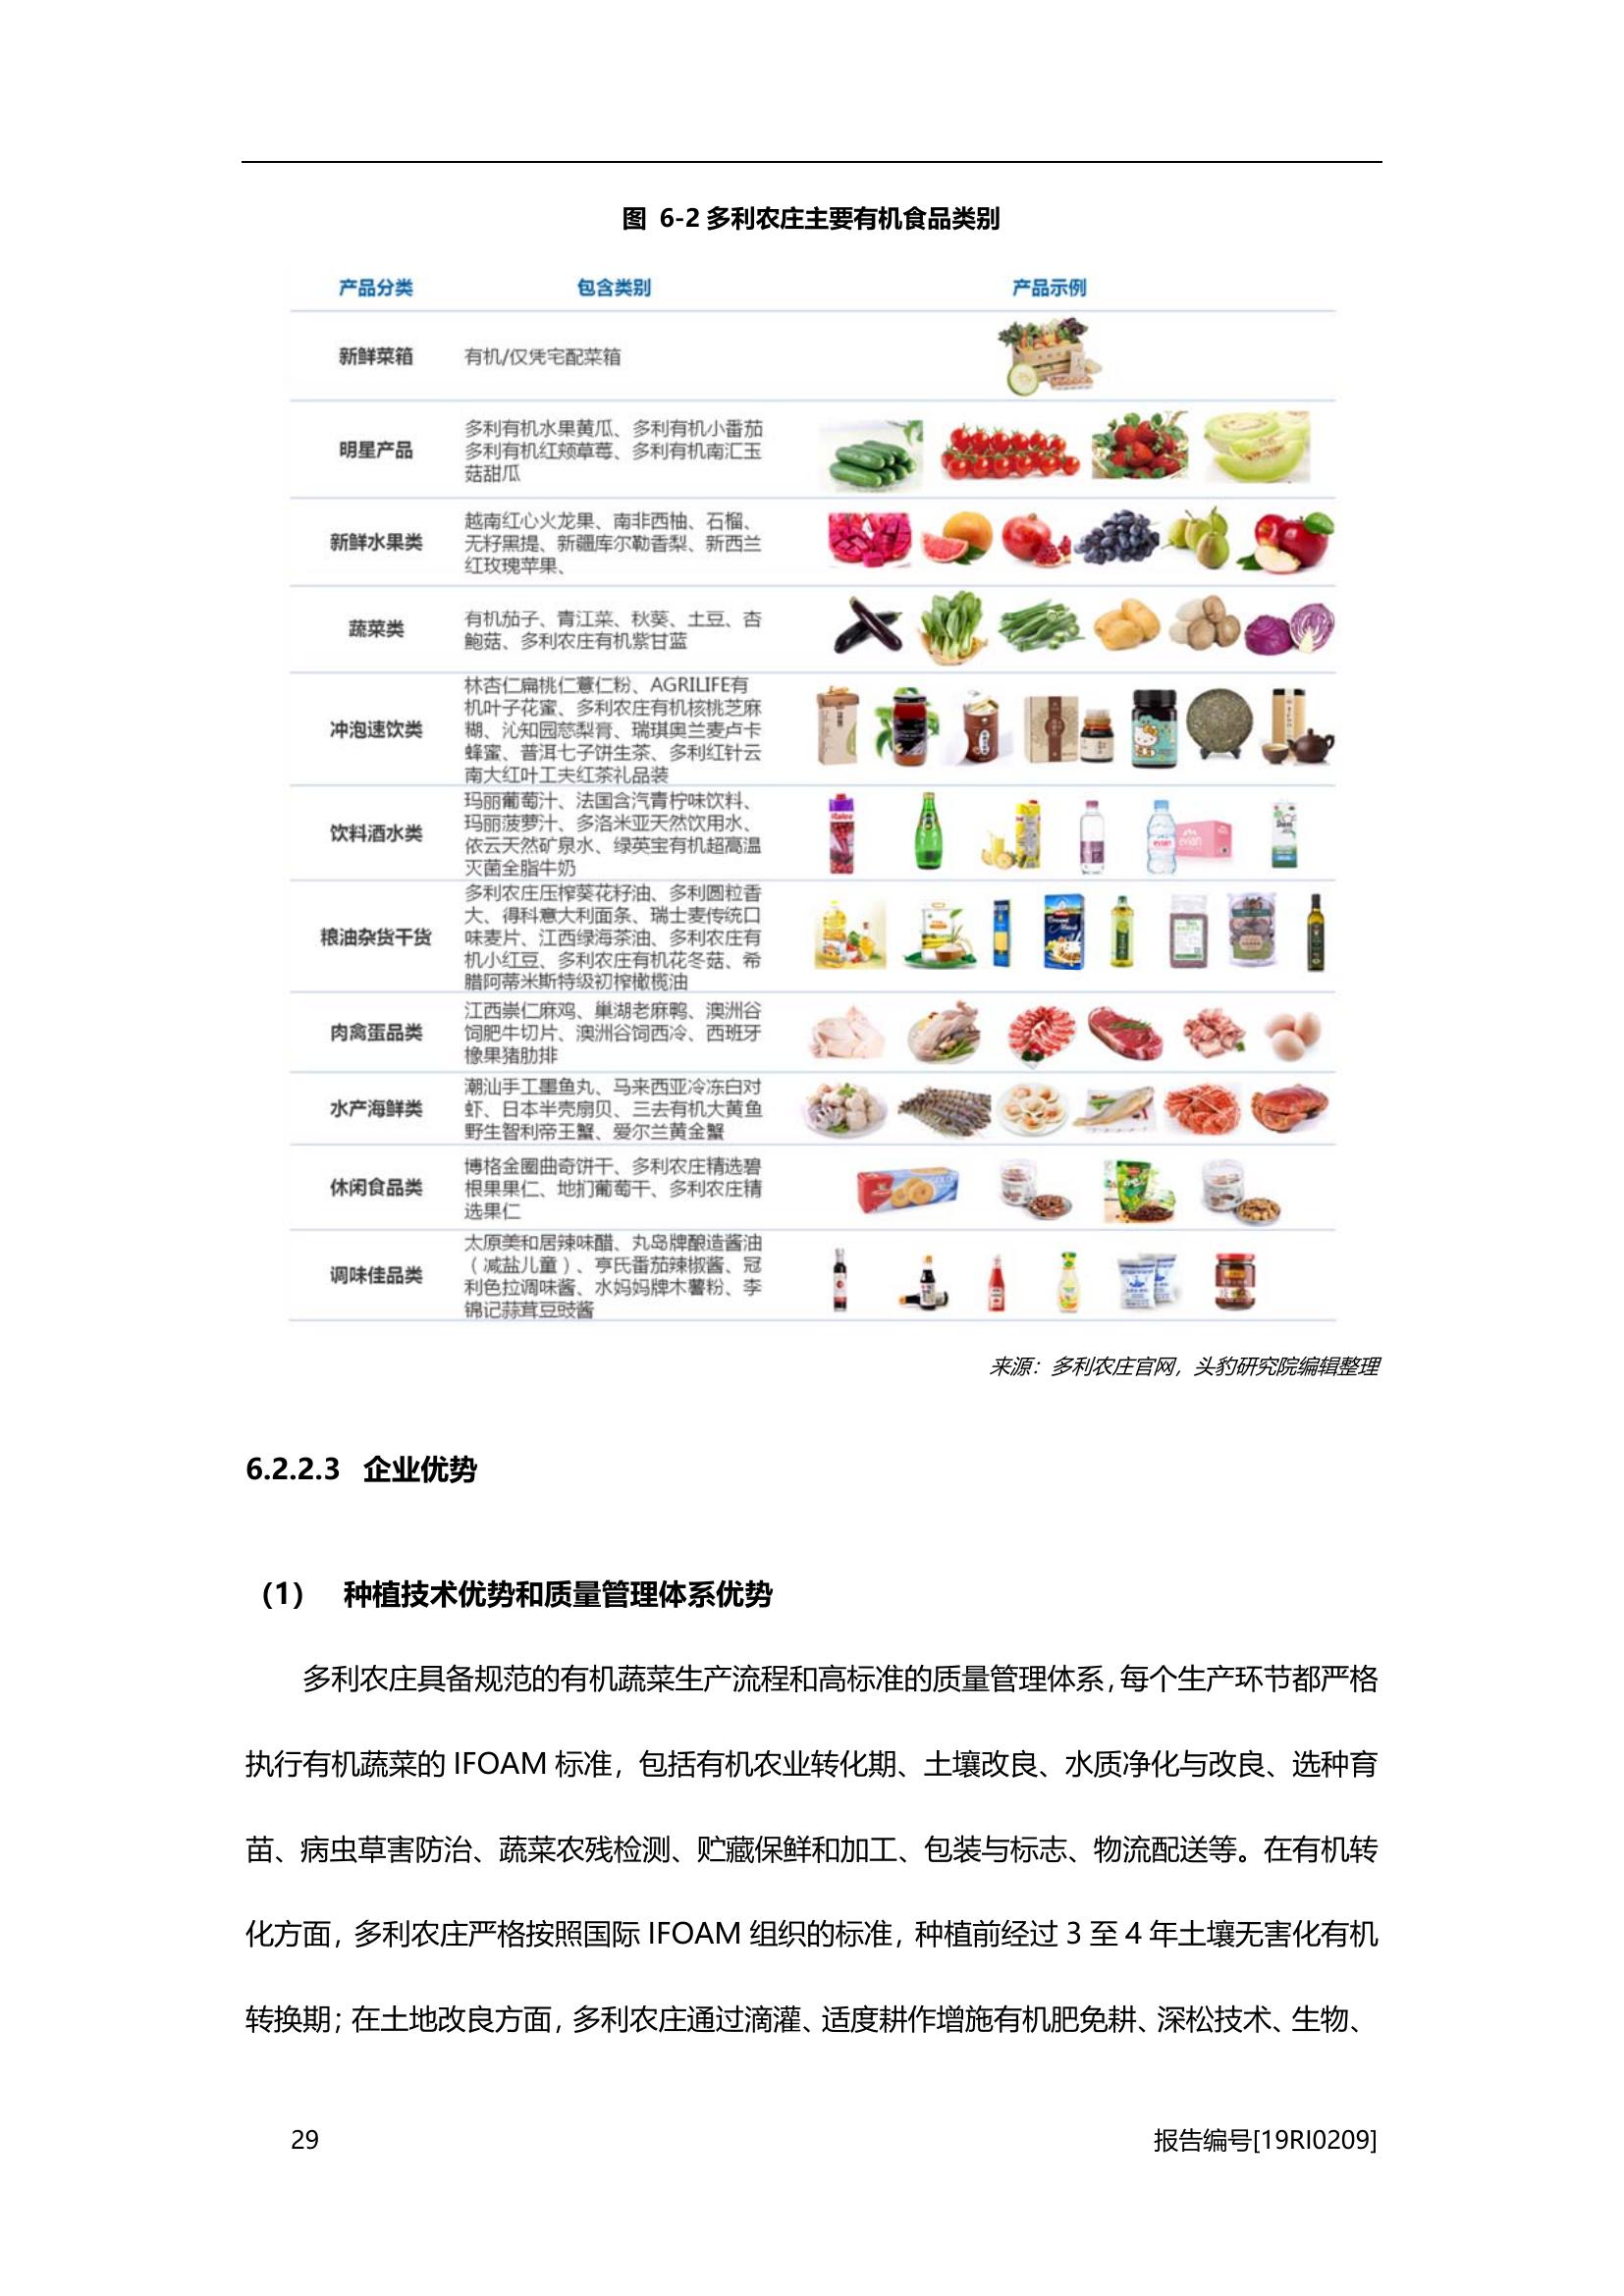 图 6-2 多利农庄主要有机食品类别
产品分类 包含类别 产品示例
新鲜菜箱 有机/仅凭宅配菜箱
明星产品 多利有机水果黄瓜、多利有机小番茄
多利有机红颊草莓、多利有机南汇玉
菇甜瓜
新鲜水果类 越南红心火龙果、南非西柚、石榴、
无籽黑提、新疆库尔勒香梨、新西兰
红玫瑰苹果、
蔬菜类 有机茄子、青江菜、秋葵、土豆、杏
鲍菇、多利农庄有机紫甘蓝
冲泡速饮类 林杏仁扁桃仁薏仁粉、AGRILIFE有
机叶子花蜜、多利农庄有机核桃芝麻
糊、沁知园慈梨膏、瑞琪奥兰麦卢卡
蜂蜜、普洱七子饼生茶、多利红针云
南大红叶工夫红茶礼品装
饮料酒水类 玛丽葡萄汁、法国含汽青柠味饮料、
玛丽菠萝汁、多洛米亚天然饮用水、
依云天然矿泉水、绿英宝有机超高温
灭菌全脂牛奶
粮油杂货干货 多利农庄压榨葵花籽油、多利圆粒香
大、得科意大利面条、瑞士麦传统口
味麦片、江西绿海茶油、多利农庄有
机小红豆、多利农庄有机花冬菇、希
腊阿蒂米斯特级初榨橄榄油
肉禽蛋品类 江西崇仁麻鸡、巢湖老麻鸭、澳洲谷
饲肥牛切片、澳洲谷饲西冷、西班牙
橡果猪肋排
水产海鲜类 潮汕手工墨鱼丸、马来西亚冷冻白对
虾、日本半壳扇贝、三去有机大黄鱼
野生智利帝王蟹、爱尔兰黄金蟹
休闲食品类 博格金圈曲奇饼干、多利农庄精选碧
根果果仁、地扪葡萄干、多利农庄精
选果仁
调味佳品类 太原美和居辣味醋、丸岛牌酿造酱油
（减盐儿童）、亨氏番茄辣椒酱、冠
利色拉调味酱、水妈妈牌木薯粉、李
锦记蒜茸豆豉酱
evian
来源：多利农庄官网，头豹研究院编辑整理
6.2.2.3 企业优势
（1） 种植技术优势和质量管理体系优势
多利农庄具备规范的有机蔬菜生产流程和高标准的质量管理体系，每个生产环节都严格
执行有机蔬菜的 IFOAM 标准，包括有机农业转化期、土壤改良、水质净化与改良、选种育
苗、病虫草害防治、蔬菜农残检测、贮藏保鲜和加工、包装与标志、物流配送等。在有机转
化方面，多利农庄严格按照国际 IFOAM 组织的标准，种植前经过 3 至 4 年土壤无害化有机
转换期；在土地改良方面，多利农庄通过滴灌、适度耕作增施有机肥免耕、深松技术、生物、
29 报告编号[19RI0209]